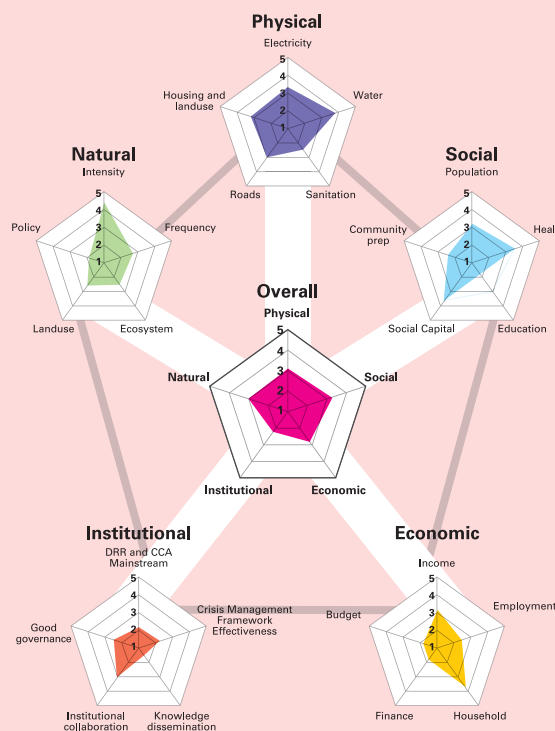 Physical
Electricity
5
4
3
2
1
Housing and
landuse
Water
Roads
Sanitation
Natural
Intensity
5
4
3
2
1
Policy
Frequency
Landuse
Ecosystem
Social
Population
5
4
3
2
1
Community
prep
Heal
Social Capital
Education
Overall
Physical
5
4
3
2
1
Natural
Social
Institutional
Economic
Institutional
DRR and CCA
Mainstream
5
4
3
2
1
Good
governance
Crisis Management
Framework
Effectiveness
Institutional
collaboration
Knowledge
dissemination
Economic
Income
5
4
3
2
1
Budget
Employment
Finance
Household